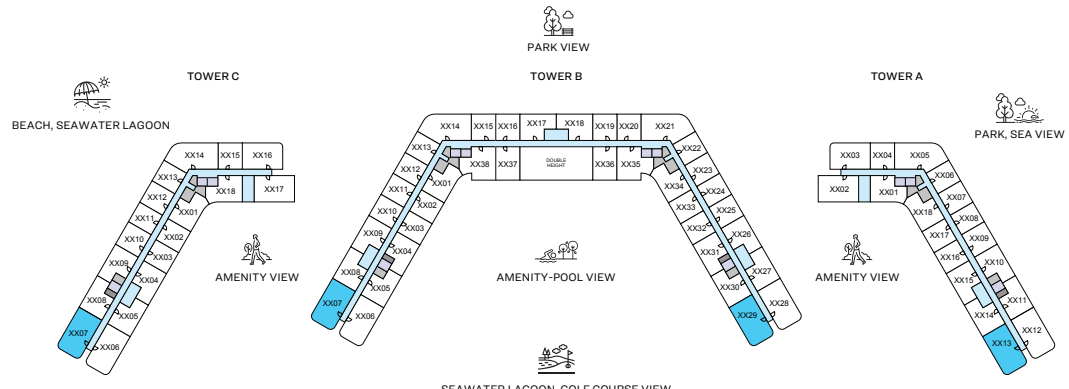 PARK VIEW
TOWER C
TOWER B
TOWER A
BEACH, SEAWATER LAGOON
PARK, SEA VIEW
XX14
XX15
XX16
XX13
XX18
XX17
XX12
XX01
XX11
XX02
XX10
XX03
XX09
XX04
XX08
XX05
XX07
XX06
AMENITY VIEW
XX14
XX15
XX16
XX17
XX18
XX19
XX20
XX21
XX13
XX38
XX37
DOUBLE
HEIGHT
XX36
XX35
XX22
XX12
XX01
XX34
XX23
XX11
XX02
XX33
XX24
XX10
XX03
XX32
XX25
XX09
XX04
XX31
XX26
XX08
XX05
XX30
XX27
XX07
XX06
XX29
XX28
AMENITY-POOL VIEW
XX03
XX04
XX05
XX02
XX01
XX06
XX18
XX07
XX17
XX08
XX16
XX09
XX15
XX10
XX14
XX11
XX13
XX12
AMENITY VIEW
SEAWATER LAGOON, GOLF COURSE VIEW